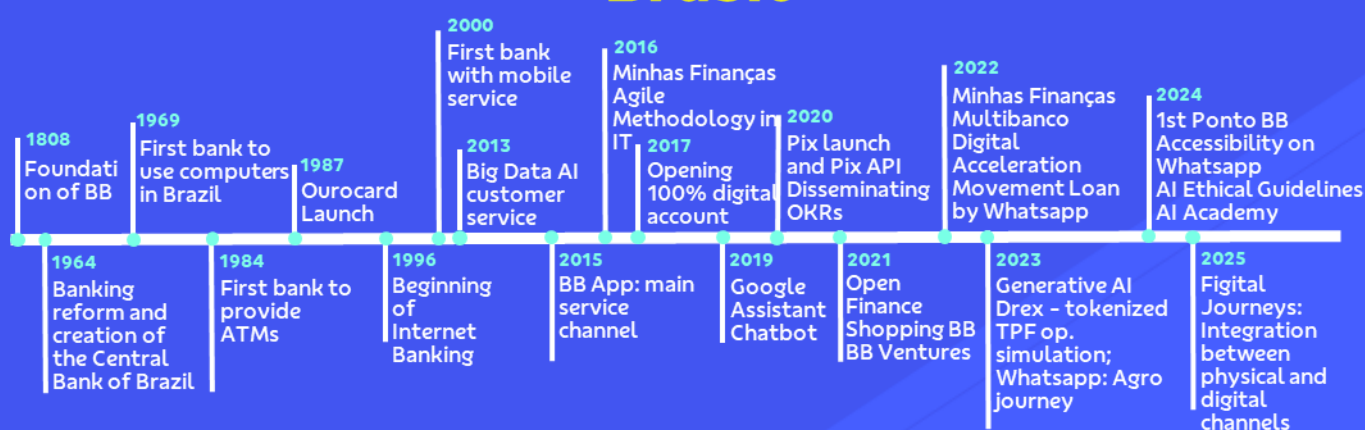 1808
Foundati
on of BB
1964
Banking
reform and
creation of
the Central
Bank of Brazil
1969
First bank to
use computers
in Brazil
1984
First bank to
provide
ATMs
1987
Ourocard
Launch
1996
Beginning
of
Internet
Banking
2000
First bank
with mobile
service
2013
Big Data AI
customer
service
2015
BB App: main
service
channel
2016
Minhas Finanças
Agile
Methodology in
IT
2017
Opening
100% digital
account
2019
Google
Assistant
Chatbot
2020
Pix launch
and Pix API
Disseminating
OKRs
2021
Open
Finance
Shopping BB
BB Ventures
2022
Minhas Finanças
Multibanco
Digital
Acceleration
Movement Loan
by Whatsapp
2023
Generative AI
Drex - tokenized
TPF op.
simulation;
Whatsapp: Agro
journey
2024
1st Ponto BB
Accessibility on
Whatsapp
AI Ethical Guidelines
AI Academy
2025
Figital
Journeys:
Integration
between
physical and
digital
channels